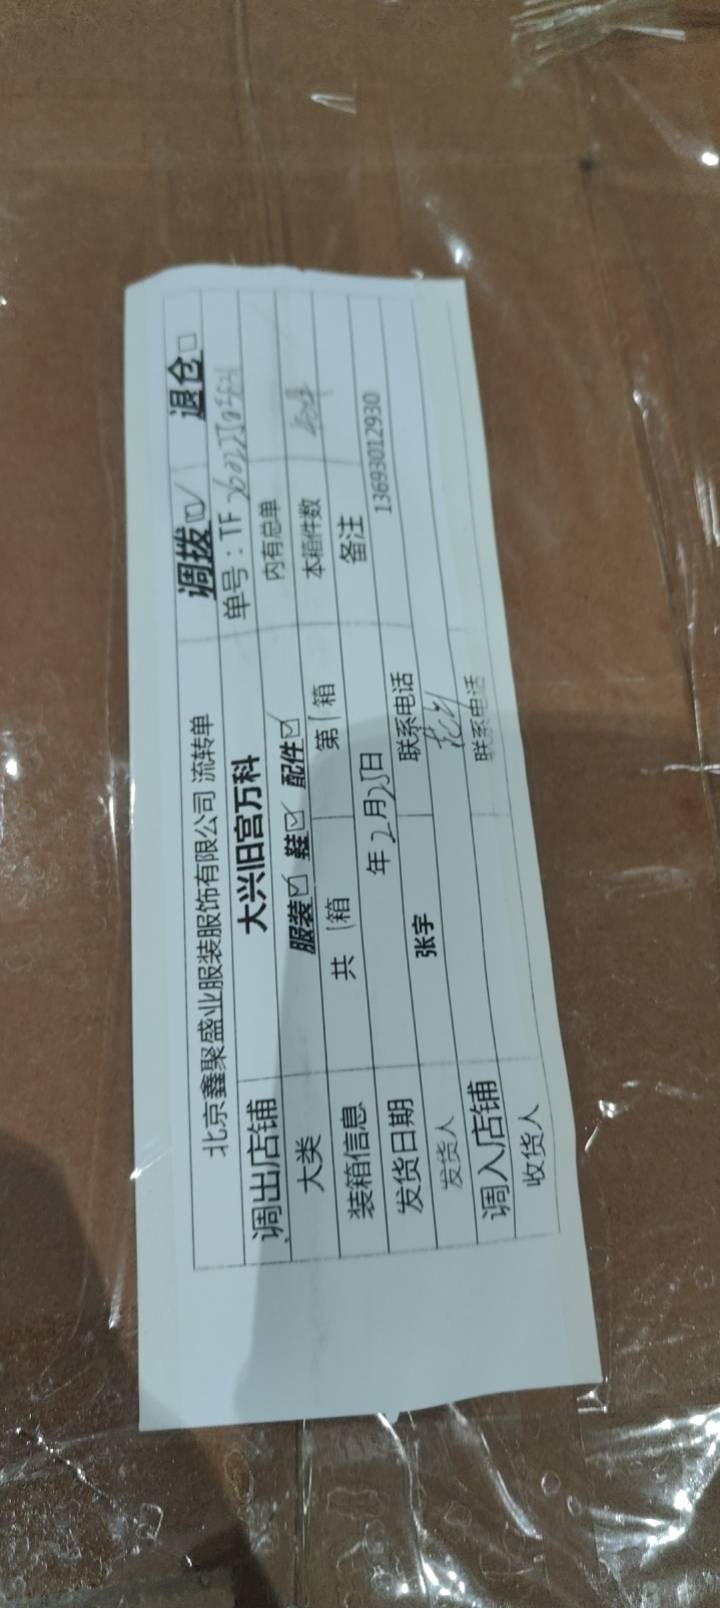 北京鑫聚盛业服装服饰有限公司 流转单 调拨☑ 退仓□
调出店铺 大兴旧宫万科 单号：TF
大类 服装☑ 鞋☑ 配件☑ 内有总单
装箱信息 共1箱 第1箱 本箱件数
发货日期 年2月25日 备注
发货人 张宇 联系电话 13693012930
调入店铺
收货人 联系电话